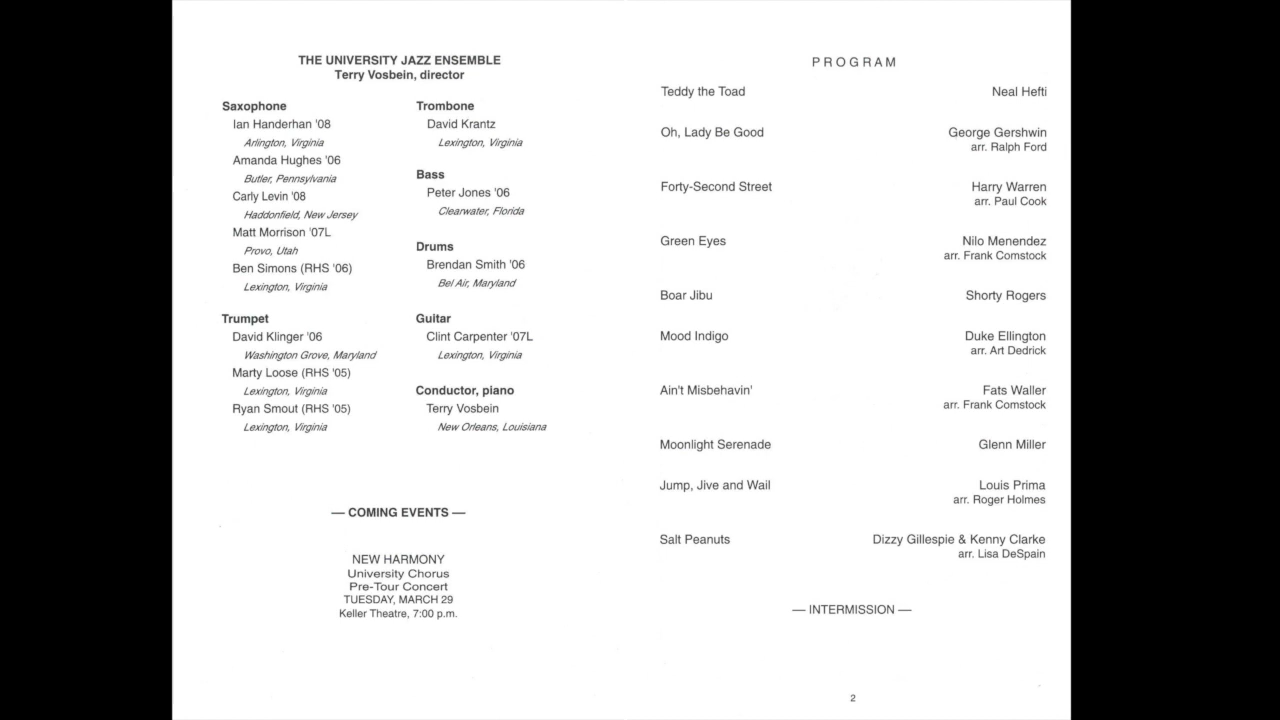 THE UNIVERSITY JAZZ ENSEMBLE
Terry Vosbein, director
Saxophone
Ian Handerhan '08
Arlington, Virginia
Amanda Hughes '06
Butler, Pennsylvania
Carly Levin '08
Haddonfield, New Jersey
Matt Morrison '07L
Provo, Utah
Ben Simons (RHS '06)
Lexington, Virginia
Trumpet
David Klinger '06
Washington Grove, Maryland
Marty Loose (RHS '05)
Lexington, Virginia
Ryan Smout (RHS '05)
Lexington, Virginia
Trombone
David Krantz
Lexington, Virginia
Bass
Peter Jones '06
Clearwater, Florida
Drums
Brendan Smith '06
Bel Air, Maryland
Guitar
Clint Carpenter '07L
Lexington, Virginia
Conductor, piano
Terry Vosbein
New Orleans, Louisiana
— COMING EVENTS —
NEW HARMONY
University Chorus
Pre-Tour Concert
TUESDAY, MARCH 29
Keller Theatre, 7:00 p.m.
PROGRAM
Teddy the Toad Neal Hefti
Oh, Lady Be Good George Gershwin
arr. Ralph Ford
Forty-Second Street Harry Warren
arr. Paul Cook
Green Eyes Nilo Menendez
arr. Frank Comstock
Boar Jibu Shorty Rogers
Mood Indigo Duke Ellington
arr. Art Dedrick
Ain't Misbehavin' Fats Waller
arr. Frank Comstock
Moonlight Serenade Glenn Miller
Jump, Jive and Wail Louis Prima
arr. Roger Holmes
Salt Peanuts Dizzy Gillespie & Kenny Clarke
arr. Lisa DeSpain
— INTERMISSION —
2